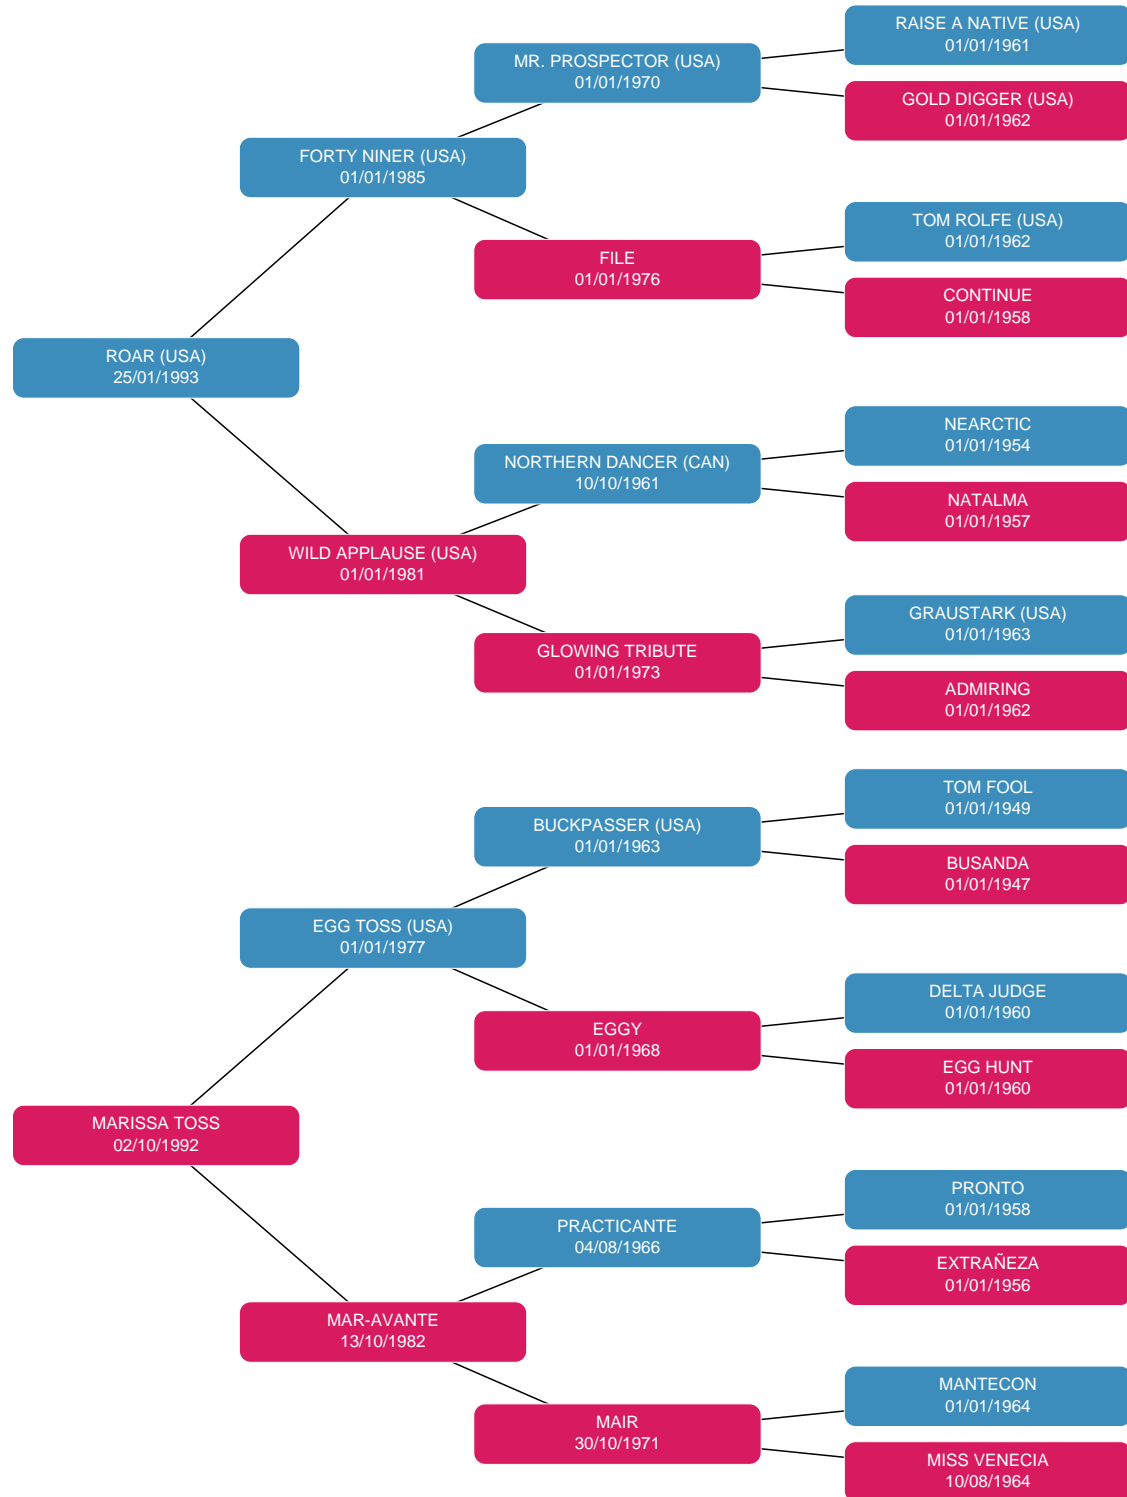 RAISE A NATIVE (USA)
01/01/1961
MR. PROSPECTOR (USA)
01/01/1970
GOLD DIGGER (USA)
01/01/1962
FORTY NINER (USA)
01/01/1985
TOM ROLFE (USA)
01/01/1962
FILE
01/01/1976
CONTINUE
01/01/1958
ROAR (USA)
25/01/1993
NEARCTIC
01/01/1954
NORTHERN DANCER (CAN)
10/10/1961
NATALMA
01/01/1957
WILD APPLAUSE (USA)
01/01/1981
GRAUSTARK (USA)
01/01/1963
GLOWING TRIBUTE
01/01/1973
ADMIRING
01/01/1962
TOM FOOL
01/01/1949
BUCKPASSER (USA)
01/01/1963
BUSANDA
01/01/1947
EGG TOSS (USA)
01/01/1977
DELTA JUDGE
01/01/1960
EGGY
01/01/1968
EGG HUNT
01/01/1960
MARISSA TOSS
02/10/1992
PRONTO
01/01/1958
PRACTICANTE
04/08/1966
EXTRAÑEZA
01/01/1956
MAR-AVANTE
13/10/1982
MANTECON
01/01/1964
MAIR
30/10/1971
MISS VENECIA
10/08/1964